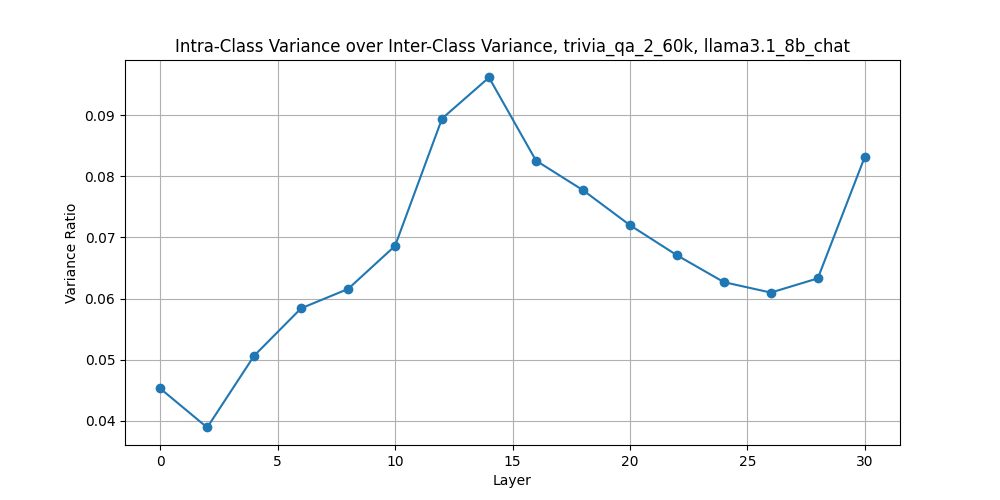 Intra-Class Variance over Inter-Class Variance, trivia_qa_2_60k, llama3.1_8b_chat
Variance Ratio
0.09
0.08
0.07
0.06
0.05
0.04
0 5 10 15 20 25 30
Layer